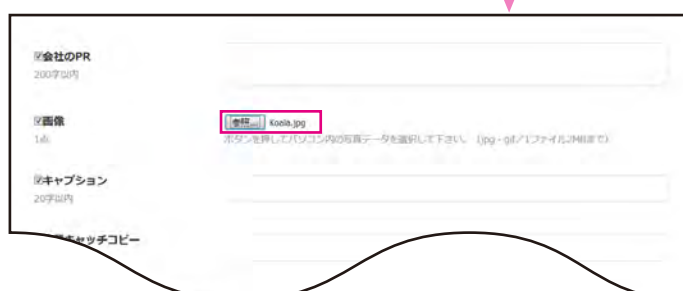 ☑会社のPR
200字以内
☑画像
1点
参照... Koala.jpg
ボタンを押してパソコン内の写真データを選択して下さい。 (jpg・gif／1ファイル2MBまで)
☑キャプション
20字以内
キャッチコピー